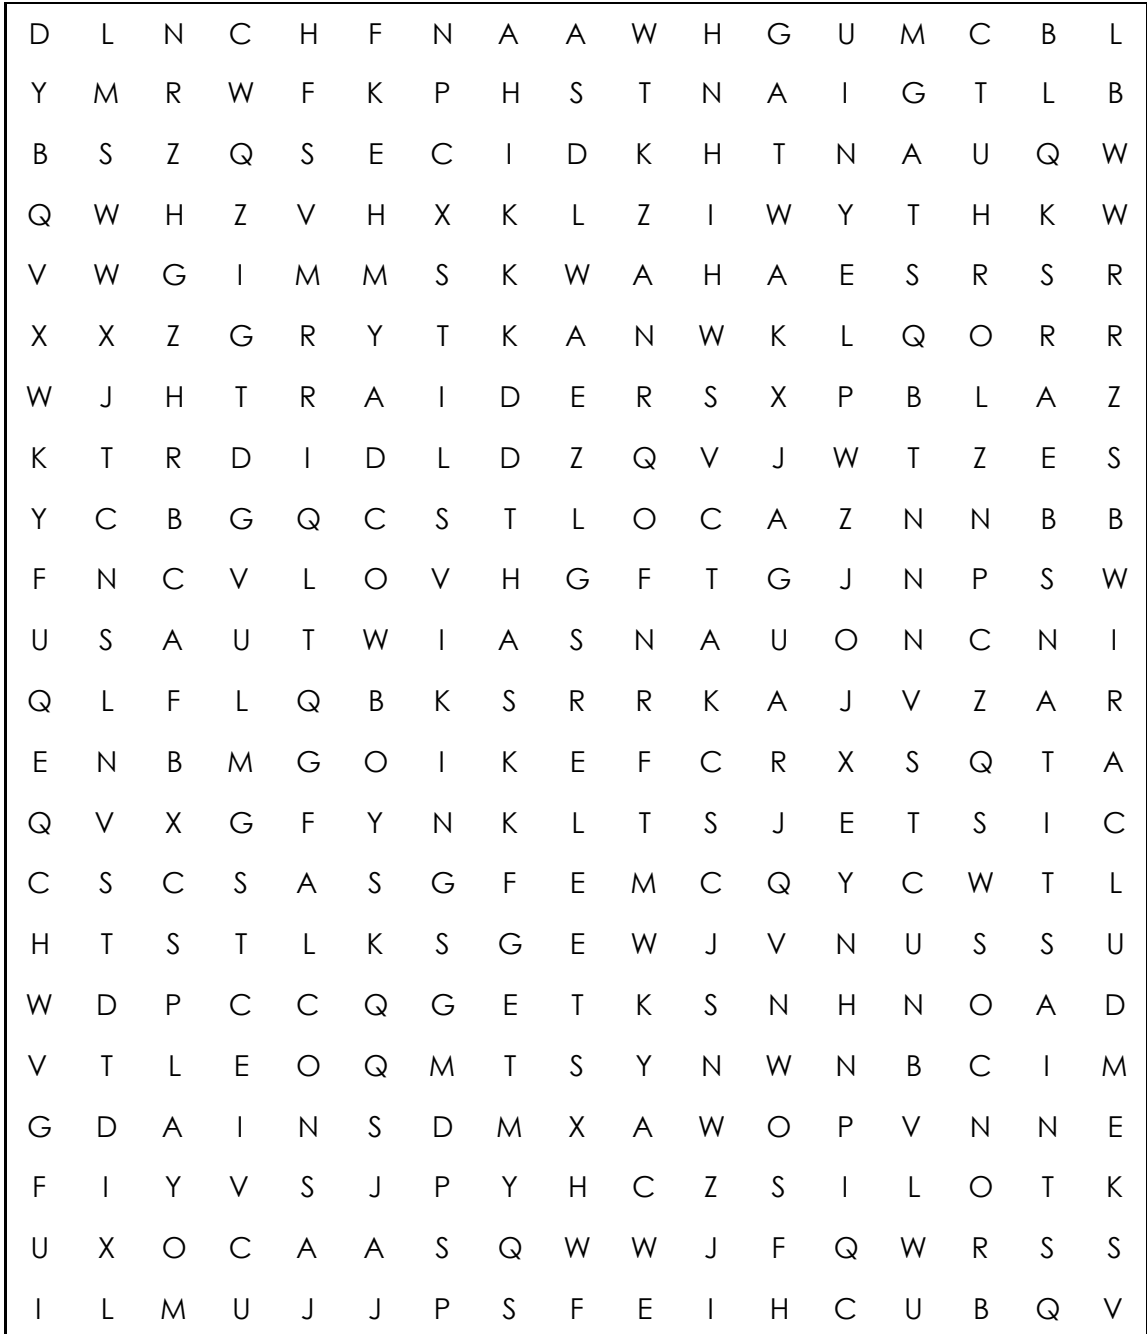 D L N C H F N A A W H G U M C B L
Y M R W F K P H S T N A I G T L B
B S Z Q S E C I D K H T N A U Q W
Q W H Z V H X K L Z I W Y T H K W
V W G I M M S K W A H A E S R S R
X X Z G R Y T K A N W K L Q O R R
W J H T R A I D E R S X P B L A Z
K T R D I D L D Z Q V J W T Z E S
Y C B G Q C S T L O C A Z N N B B
F N C V L O V H G F T G J N P S W
U S A U T W I A S N A U O N C N I
Q L F L Q B K S R R K A J V Z A R
E N B M G O I K E F C R X S Q T A
Q V X G F Y N K L T S J E T S I C
C S C S A S G F E M C Q Y C W T L
H T S T L K S G E W J V N U S S U
W D P C C Q G E T K S N H N O A D
V T L E O Q M T S Y N W N B C I M
G D A I N S D M X A W O P V N N E
F I Y V S J P Y H C Z S I L O T K
U X O C A A S Q W W J F Q W R S S
I L M U J J P S F E I H C U B Q V